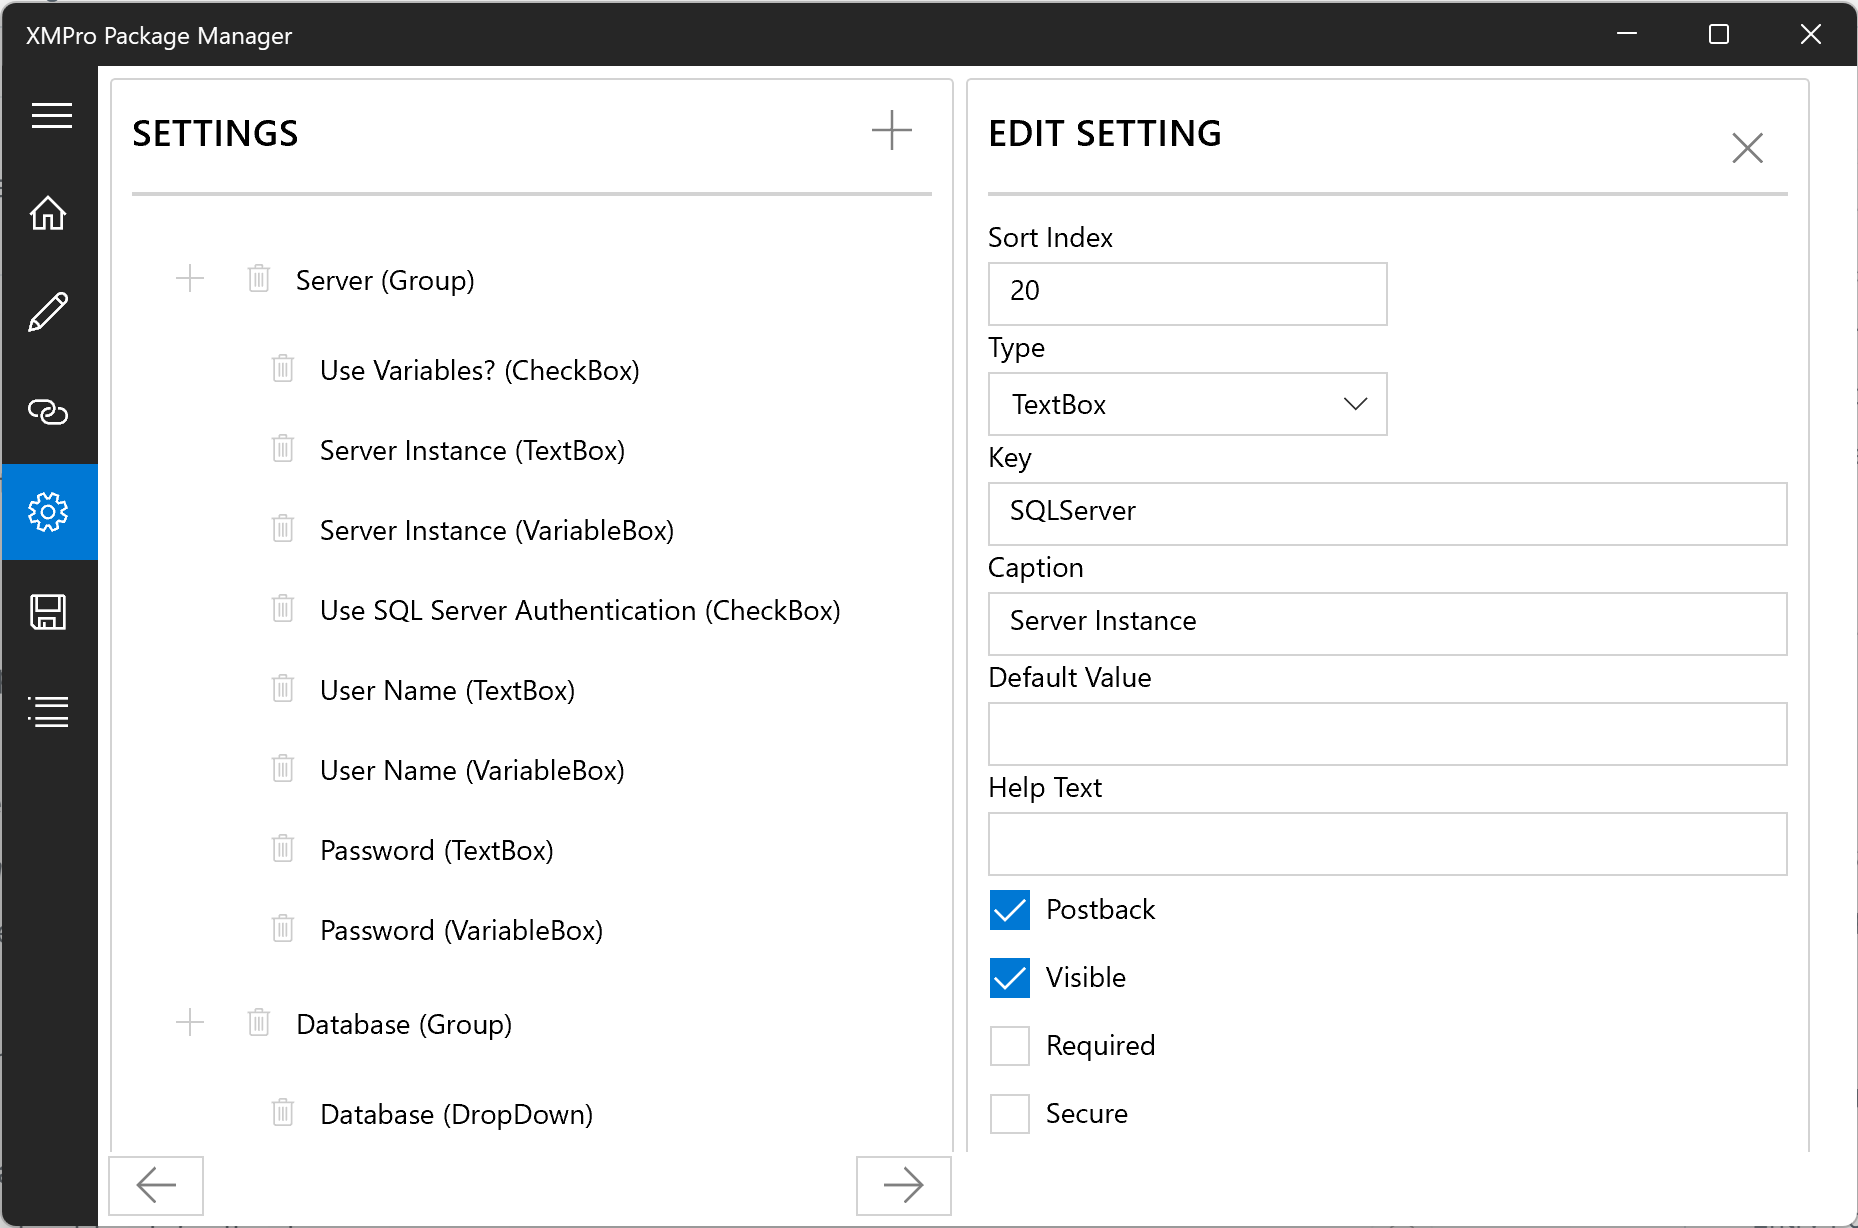 XMPro Package Manager
SETTINGS
Server (Group)
Use Variables? (CheckBox)
Server Instance (TextBox)
Server Instance (VariableBox)
Use SQL Server Authentication (CheckBox)
User Name (TextBox)
User Name (VariableBox)
Password (TextBox)
Password (VariableBox)
Database (Group)
Database (DropDown)
EDIT SETTING
Sort Index
20
Type
TextBox
Key
SQLServer
Caption
Server Instance
Default Value
Help Text
Postback
Visible
Required
Secure